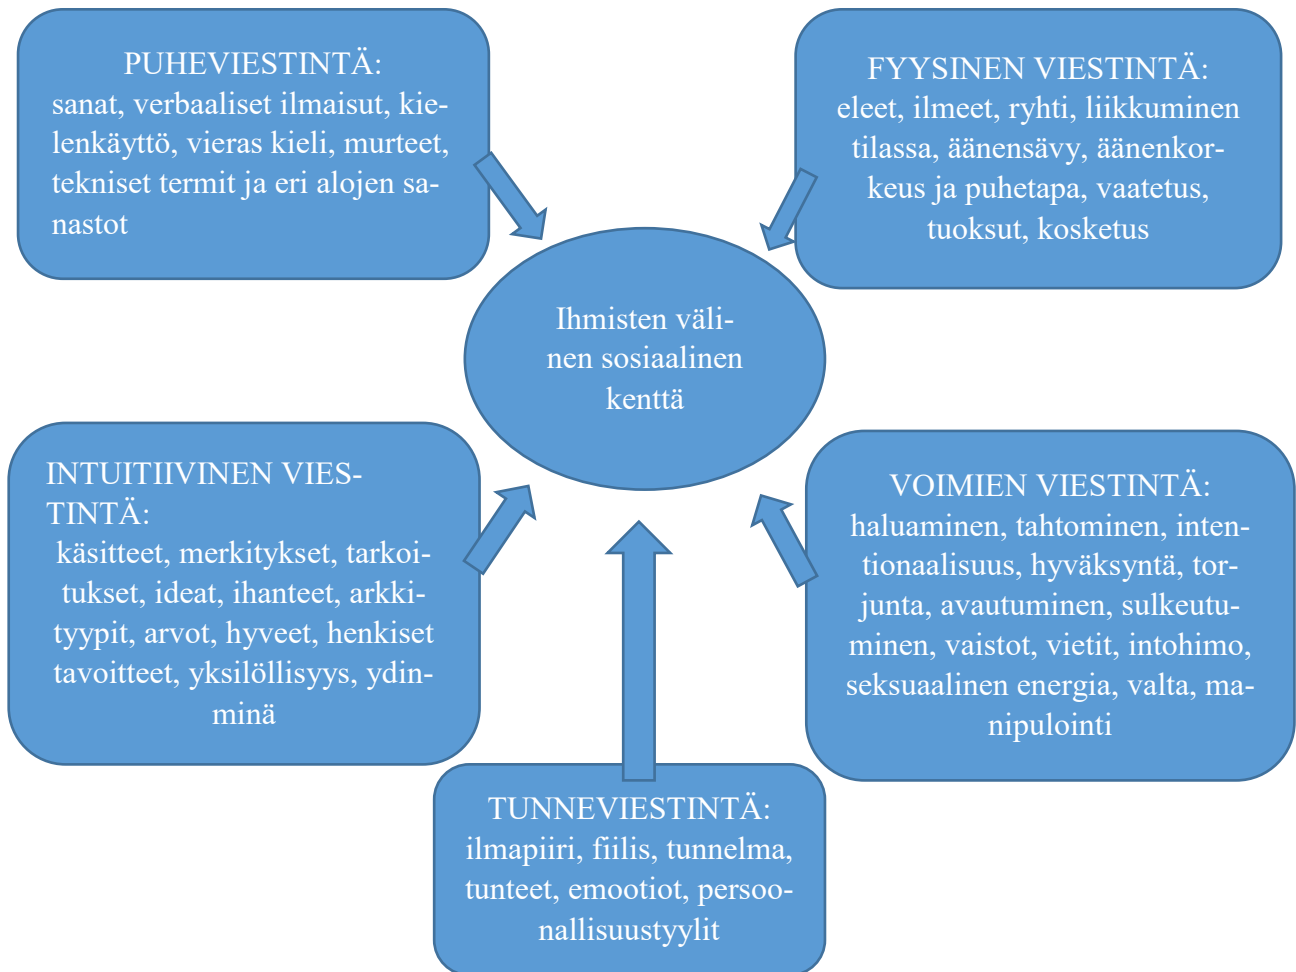 PUHEVIESTINTÄ:
sanat, verbaaliset ilmaisut, kie-
lenkäyttö, vieras kieli, murteet,
tekniset termit ja eri alojen sa-
nastot
FYYSINEN VIESTINTÄ:
eleet, ilmeet, ryhti, liikkuminen
tilassa, äänensävy, äänenkor-
keus ja puhetapa, vaatetus,
tuoksut, kosketus
Ihmisten väli-
nen sosiaalinen
kenttä
INTUITIIVINEN VIES-
TINTÄ:
käsitteet, merkitykset, tarkoi-
tukset, ideat, ihanteet, arkki-
tyypit, arvot, hyveet, henkiset
tavoitteet, yksilöllisyys, ydin-
minä
VOIMIEN VIESTINTÄ:
haluaminen, tahtominen, inten-
tionaalisuus, hyväksyntä, tor-
junta, avautuminen, sulkeutu-
minen, vaistot, vietit, intohimo,
seksuaalinen energia, valta, ma-
nipulointi
TUNNEVIESTINTÄ:
ilmapiiri, fiilis, tunnelma,
tunteet, emootiot, persoo-
nallisuustyylit